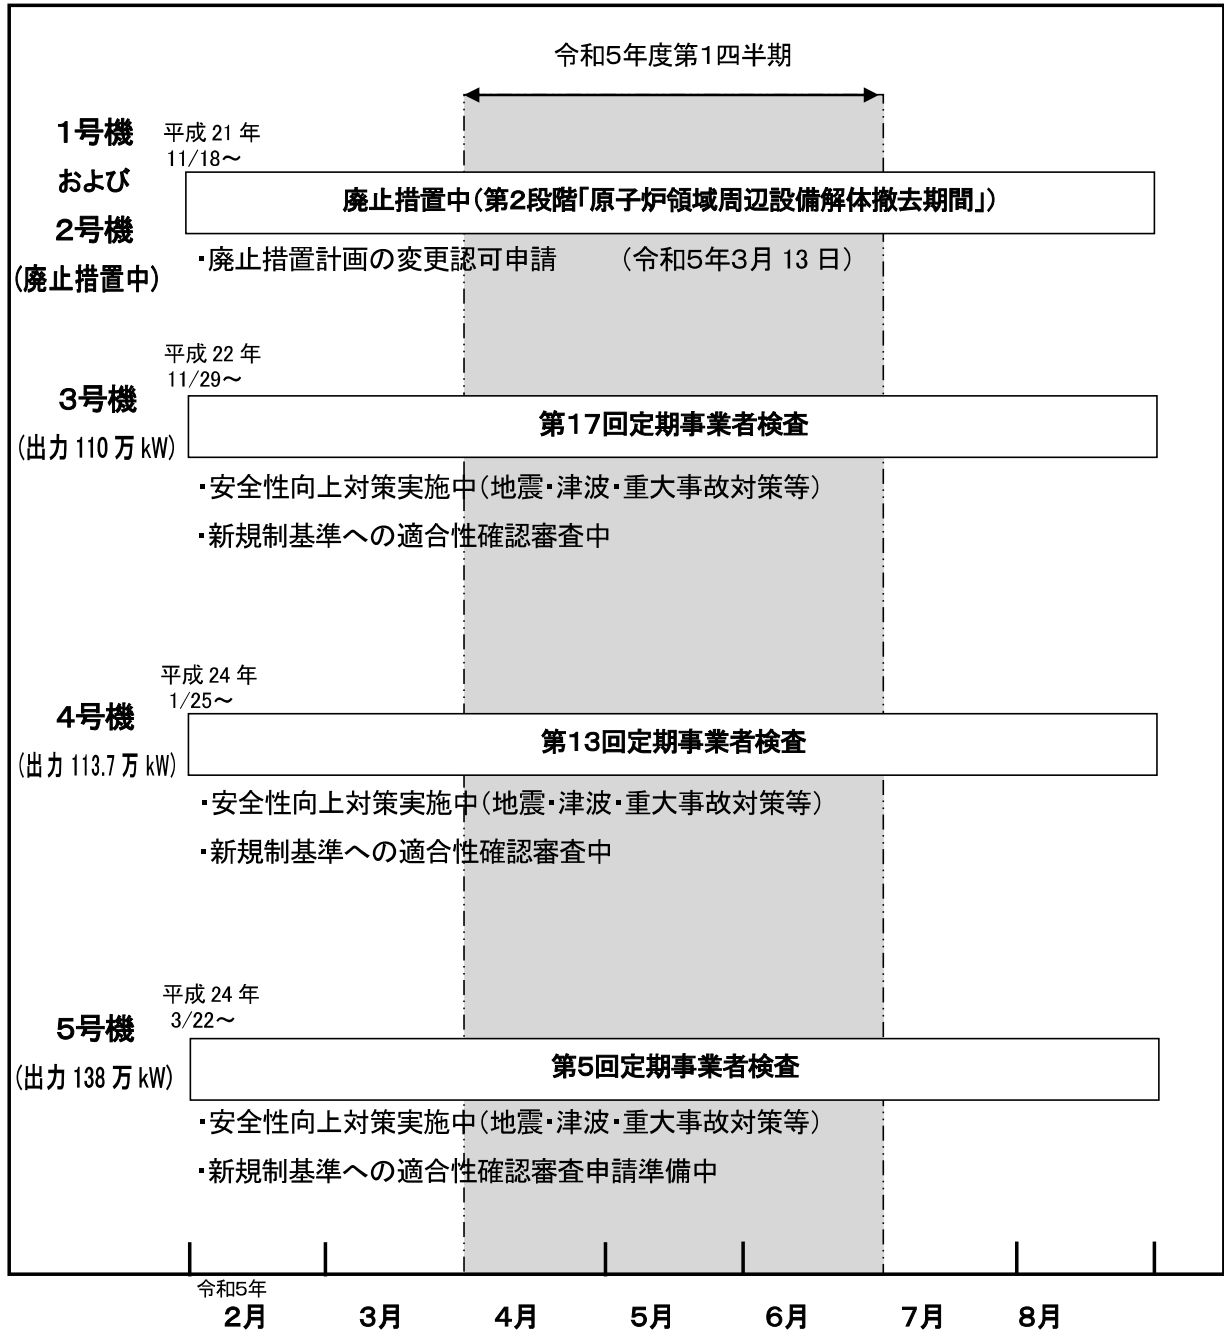 令和5年度第1四半期
1号機
および
2号機
(廃止措置中)
平成 21 年
11/18～
廃止措置中(第2段階「原子炉領域周辺設備解体撤去期間」)
・廃止措置計画の変更認可申請　　(令和5年3月 13 日)
平成 22 年
11/29～
3号機
(出力 110 万 kW)
第17回定期事業者検査
・安全性向上対策実施中(地震・津波・重大事故対策等)
・新規制基準への適合性確認審査中
平成 24 年
1/25～
4号機
(出力 113.7 万 kW)
第13回定期事業者検査
・安全性向上対策実施中(地震・津波・重大事故対策等)
・新規制基準への適合性確認審査中
平成 24 年
3/22～
5号機
(出力 138 万 kW)
第5回定期事業者検査
・安全性向上対策実施中(地震・津波・重大事故対策等)
・新規制基準への適合性確認審査申請準備中
令和5年
2月 3月 4月 5月 6月 7月 8月